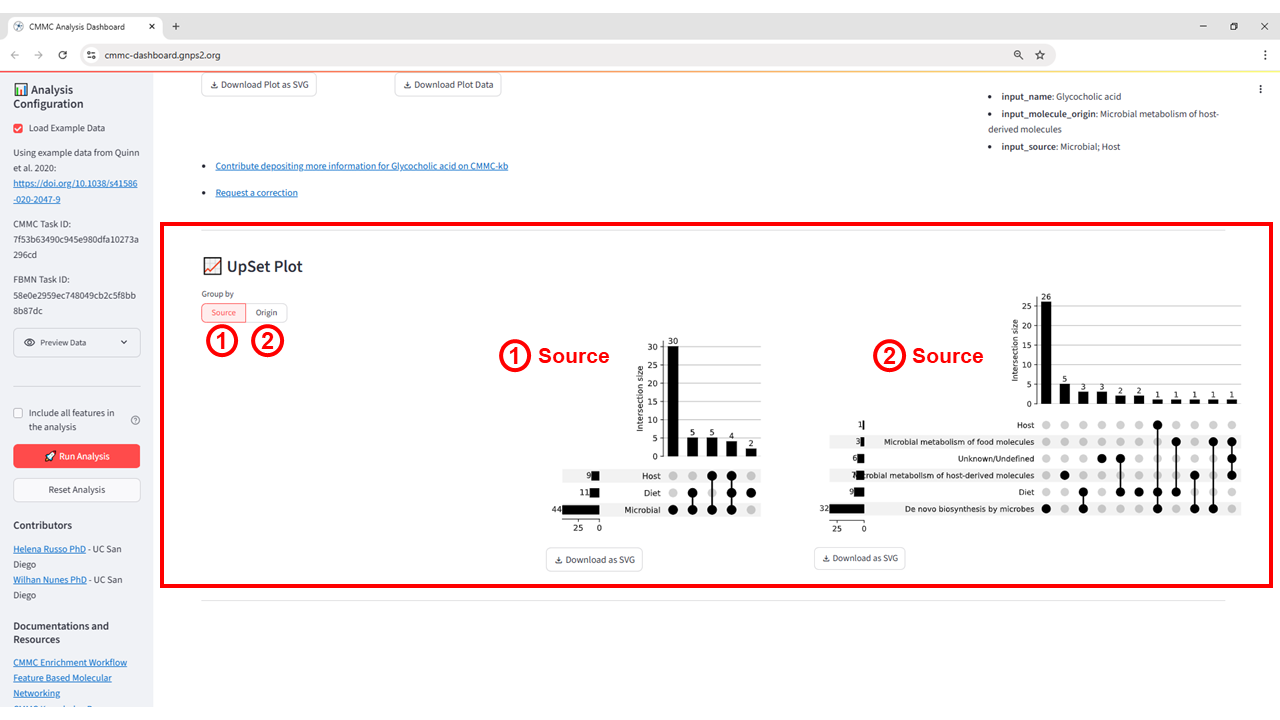 CMMC Analysis Dashboard
cmmc-dashboard.gnps2.org
Analysis
Configuration
Load Example Data
Using example data from Quinn
et al. 2020:
https://doi.org/10.1038/s41586
-020-2047-9
CMMC Task ID:
7f53b63490c945e980dfa10273a
296cd
FBMN Task ID:
58e0e2959ec748049cb2c5f8bb
8b87dc
Preview Data
Include all features in
the analysis
Run Analysis
Reset Analysis
Contributors
Helena Russo PhD - UC San
Diego
Wilhan Nunes PhD - UC San
Diego
Documentations and
Resources
CMMC Enrichment Workflow
Feature Based Molecular
Networking
Download Plot as SVG
Download Plot Data
input_name: Glycocholic acid
input_molecule_origin: Microbial metabolism of host-
derived molecules
input_source: Microbial; Host
Contribute depositing more information for Glycocholic acid on CMMC-kb
Request a correction
UpSet Plot
Group by
Source
Origin
1
2
1 Source
Intersection size
30
25
20
15
10
5
0
30
5
5
4
2
9
Host
11
Diet
44
Microbial
25 0
Download as SVG
2 Source
Intersection size
25
20
15
10
5
0
26
5
3
3
2
2
1
1
1
1
1
Host
3
Microbial metabolism of food molecules
6
Unknown/Undefined
7
metabolism of host-derived molecules
9
Diet
32
De novo biosynthesis by microbes
25 0
Download as SVG